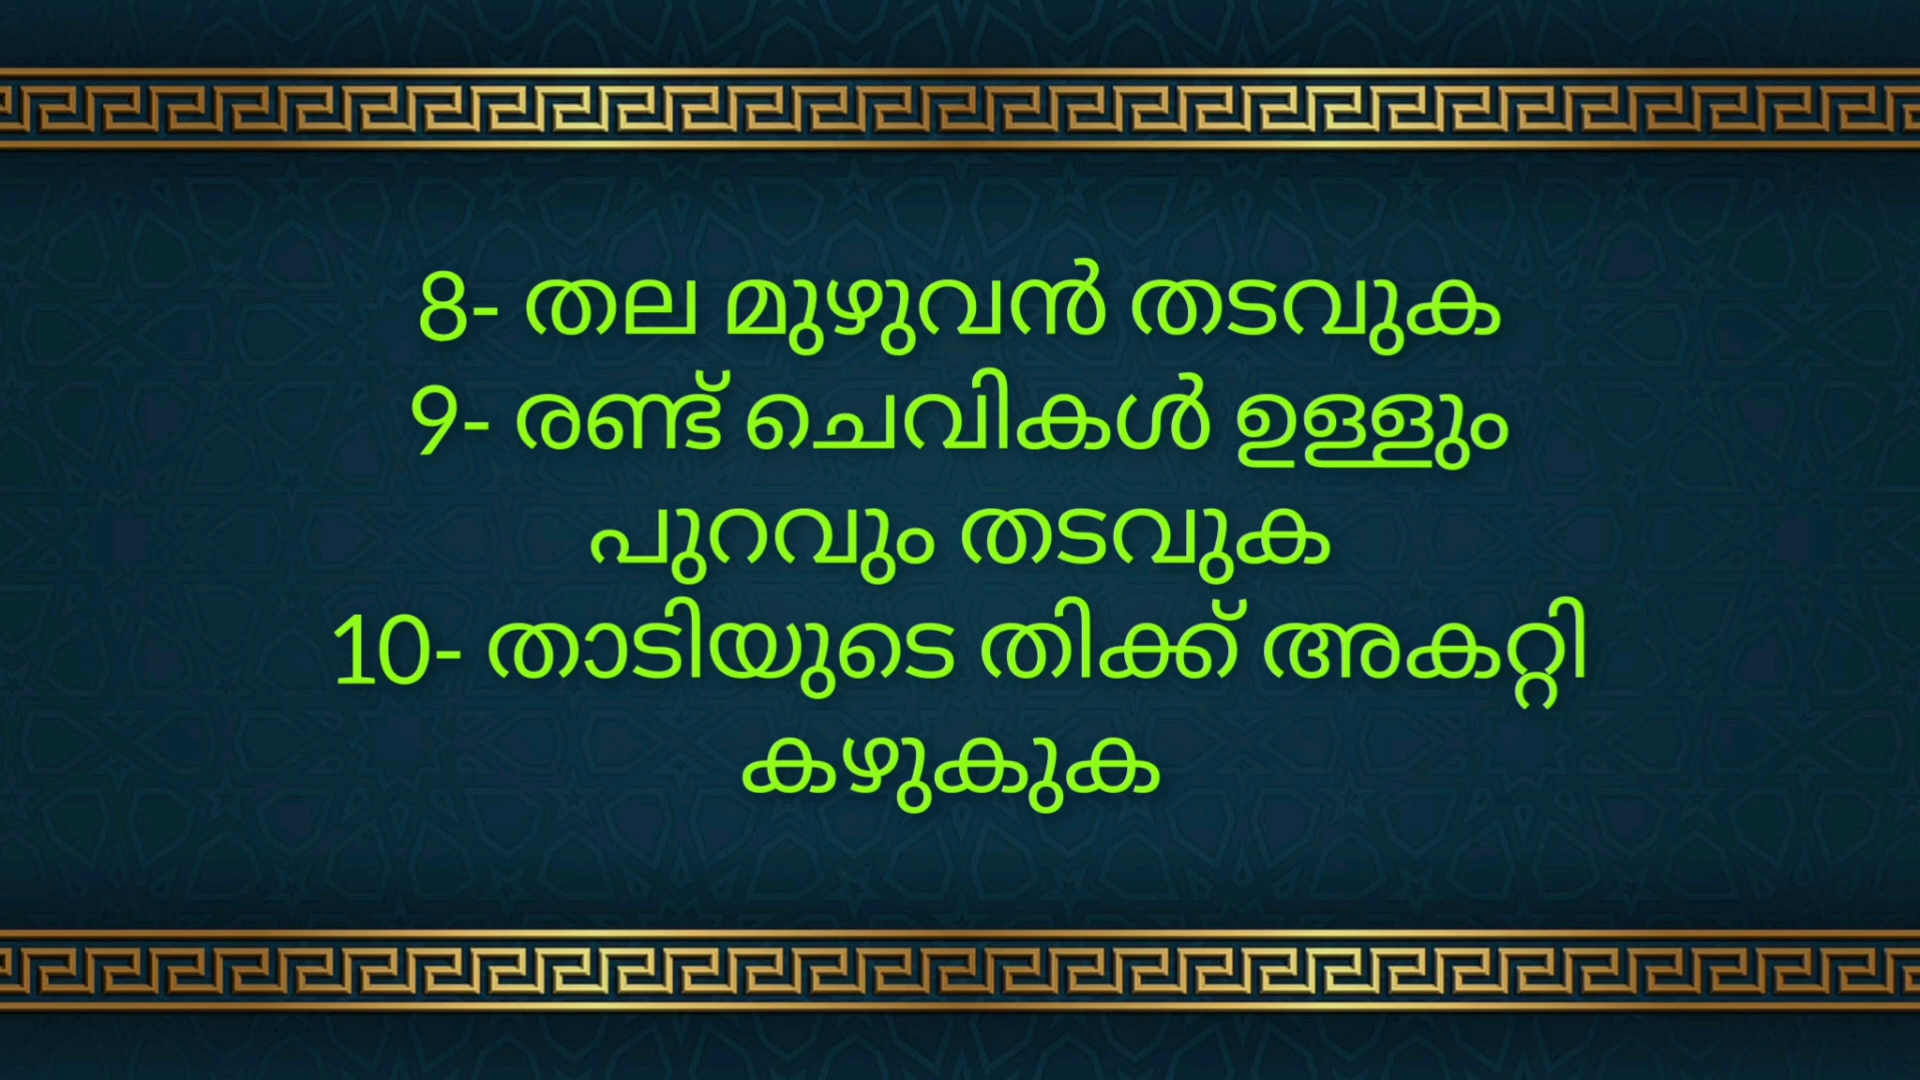 8- തല മുഴുവൻ തടവുക
9- രണ്ട് ചെവികൾ ഉള്ളും
പുറവും തടവുക
10- താടിയുടെ തിക്ക് അകറ്റി
കഴുകുക